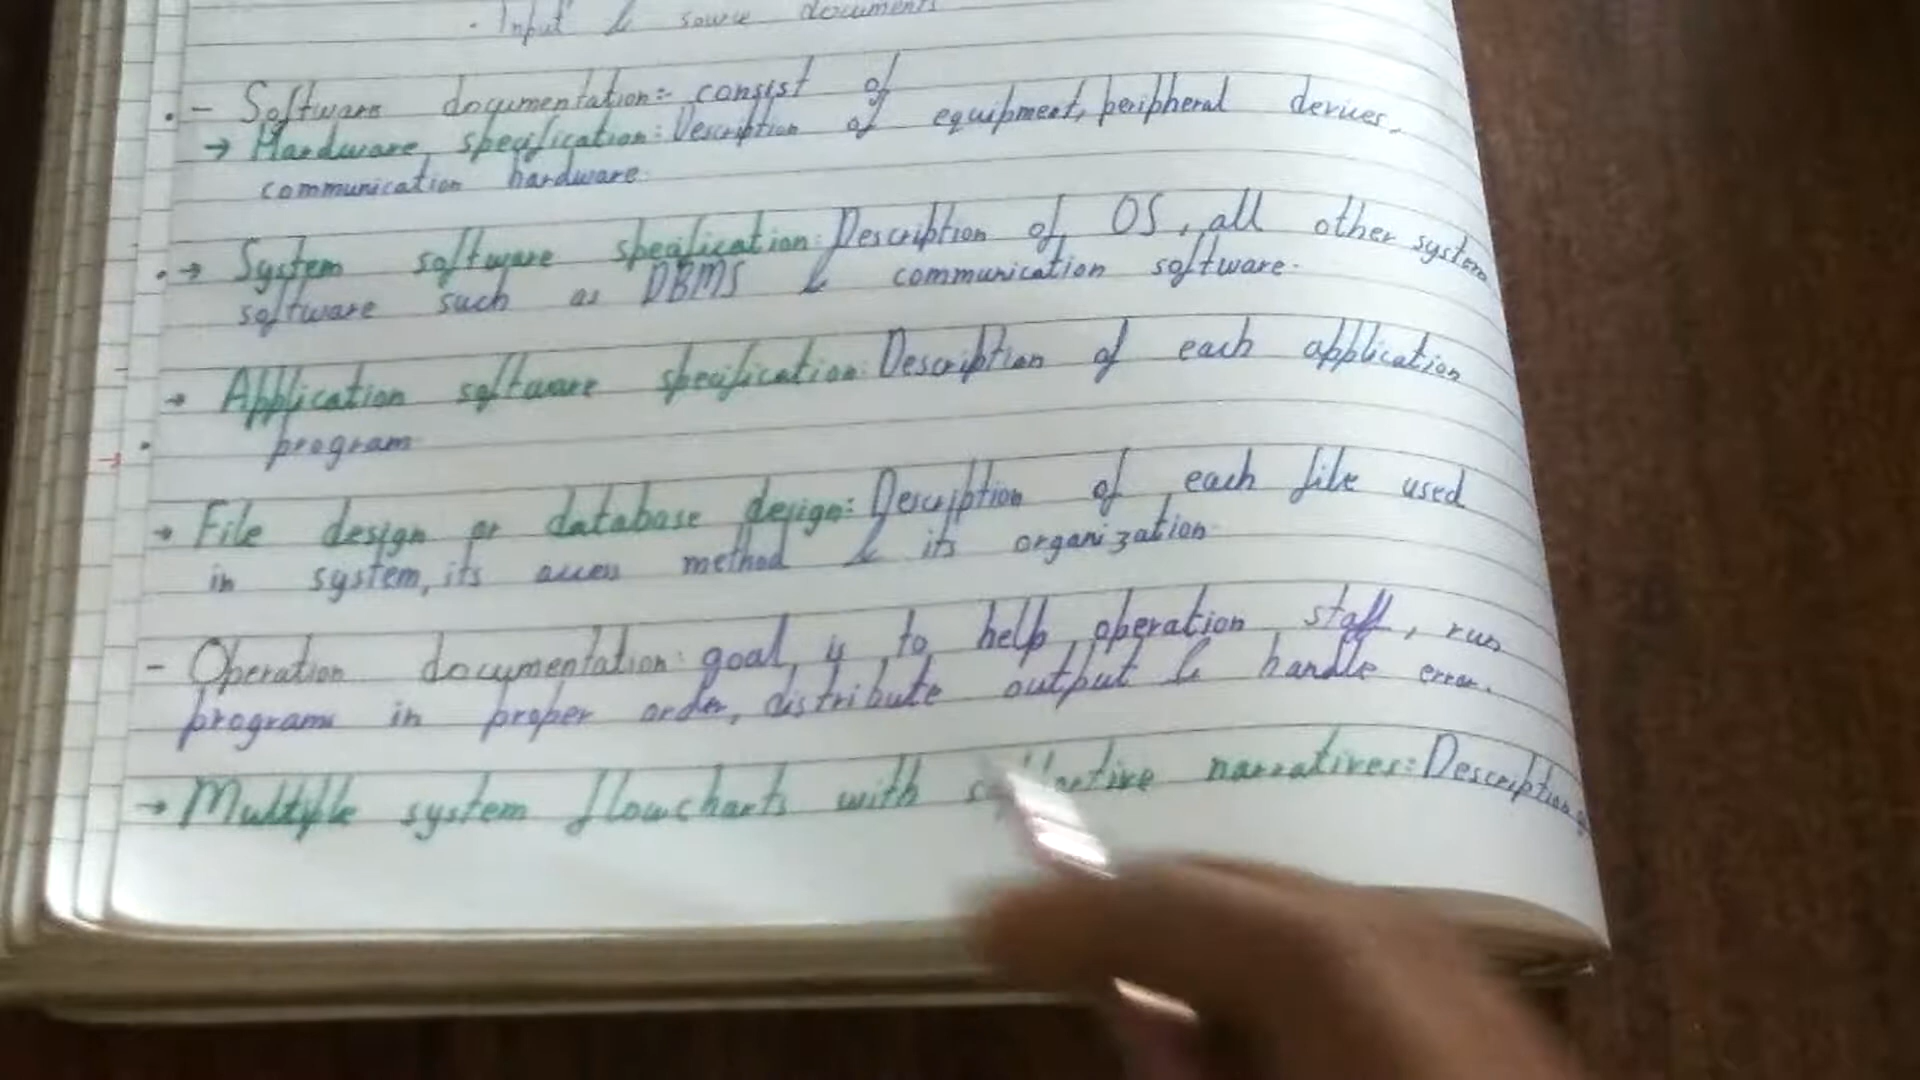 - Input & source documents
- Software documentation:- consist of
→ Hardware specification: Description of equipment, peripheral devices,
communication hardware.
→ System software specification: Description of OS, all other system
software such as DBMS & communication software.
→ Application software specification: Description of each application
program
→ File design or database design: Description of each file used
in system, its access method & its organization.
- Operation documentation: goal is to help operation staff, run
programs in proper order, distribute output & handle error.
→ Multiple system flowcharts with narratives: Description of